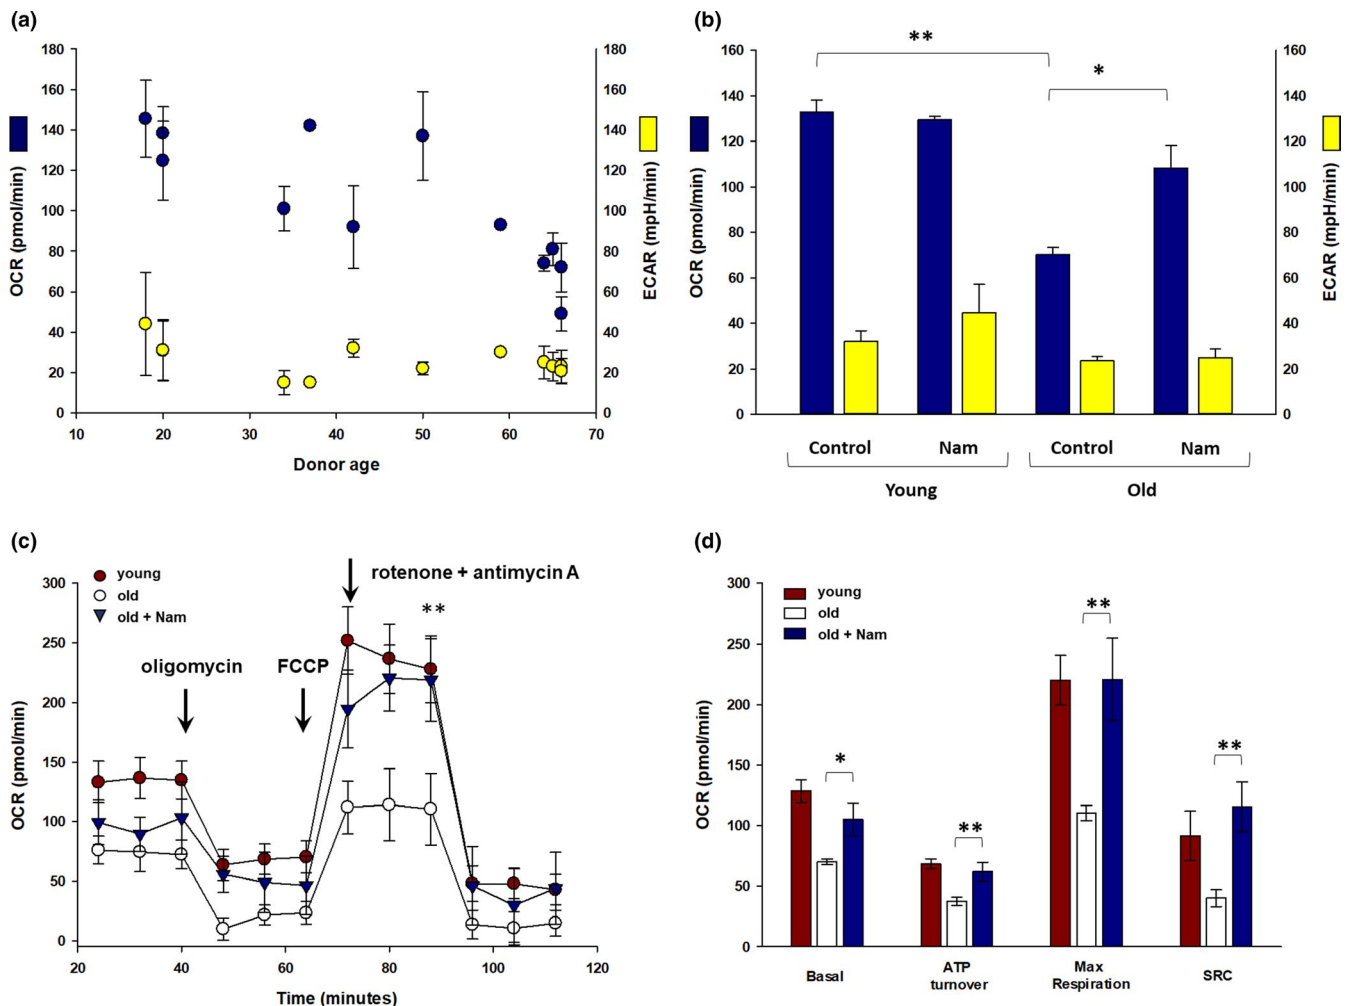 (a)
180
160
140
120
100
80
60
40
20
0
OCR (pmol/min)
180
160
140
120
100
80
60
40
20
0
ECAR (mpH/min)
10
20
30
40
50
60
70
Donor age
(b)
160
140
120
100
80
60
40
20
0
OCR (pmol/min)
**
*
160
140
120
100
80
60
40
20
0
ECAR (mpH/min)
Control
Nam
Control
Nam
Young
Old
(c)
300
250
200
150
100
50
0
OCR (pmol/min)
young
old
old + Nam
oligomycin
FCCP
rotenone + antimycin A
**
20
40
60
80
100
120
Time (minutes)
(d)
300
250
200
150
100
50
0
OCR (pmol/min)
young
old
old + Nam
*
**
**
**
Basal
ATP
turnover
Max
Respiration
SRC